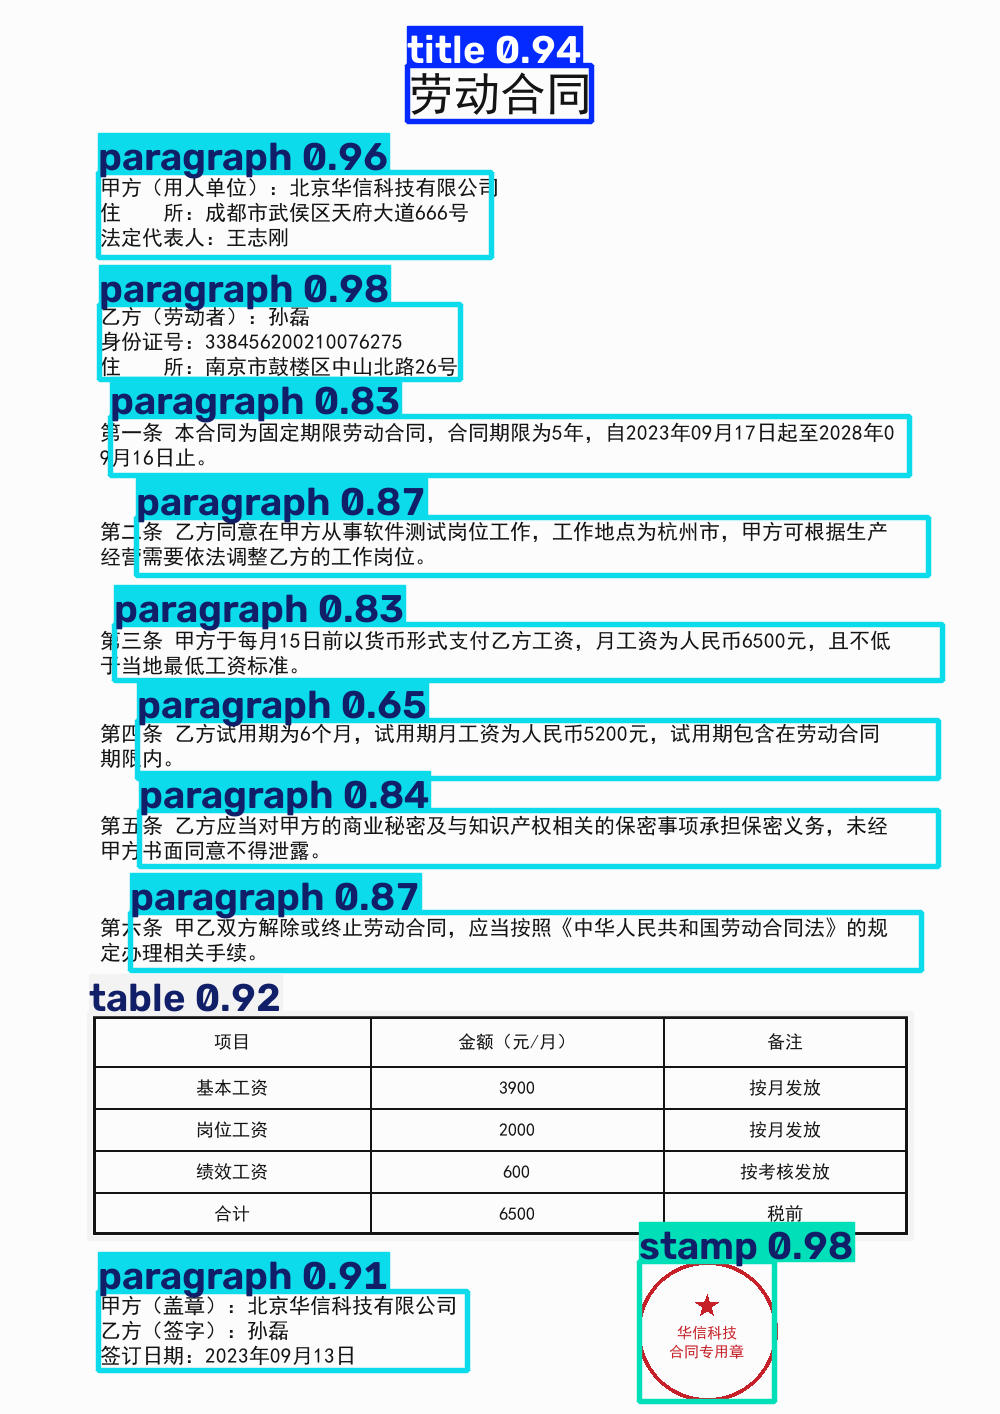 title 0.94
劳动合同
paragraph 0.96
甲方（用人单位）：北京华信科技有限公司
住　　所：成都市武侯区天府大道666号
法定代表人：王志刚
paragraph 0.98
乙方（劳动者）：孙磊
身份证号：338456200210076275
住　　所：南京市鼓楼区中山北路26号
paragraph 0.83
第一条 本合同为固定期限劳动合同，合同期限为5年，自2023年09月17日起至2028年0
9月16日止。
paragraph 0.87
第二条 乙方同意在甲方从事软件测试岗位工作，工作地点为杭州市，甲方可根据生产
经营需要依法调整乙方的工作岗位。
paragraph 0.83
第三条 甲方于每月15日前以货币形式支付乙方工资，月工资为人民币6500元，且不低
于当地最低工资标准。
paragraph 0.65
第四条 乙方试用期为6个月，试用期月工资为人民币5200元，试用期包含在劳动合同
期限内。
paragraph 0.84
第五条 乙方应当对甲方的商业秘密及与知识产权相关的保密事项承担保密义务，未经
甲方书面同意不得泄露。
paragraph 0.87
第六条 甲乙双方解除或终止劳动合同，应当按照《中华人民共和国劳动合同法》的规
定办理相关手续。
table 0.92
项目 金额（元/月） 备注
基本工资 3900 按月发放
岗位工资 2000 按月发放
绩效工资 600 按考核发放
合计 6500 税前
paragraph 0.91
甲方（盖章）：北京华信科技有限公司
乙方（签字）：孙磊
签订日期：2023年09月13日
stamp 0.98
华信科技
合同专用章